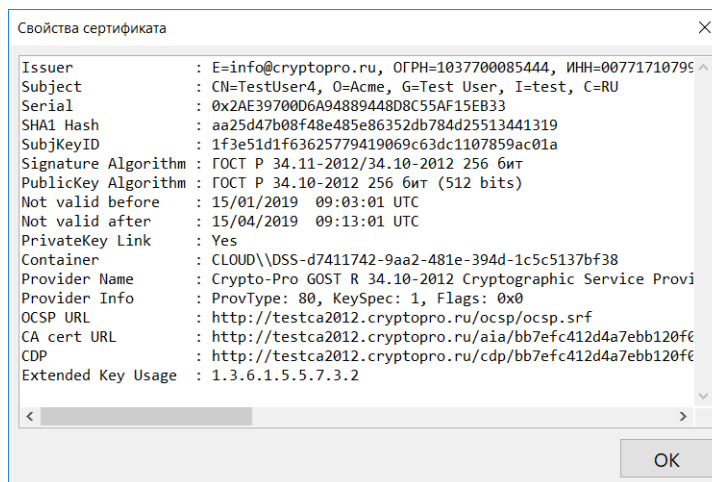 Свойства сертификата
Issuer : E=info@cryptopro.ru, ОГРН=1037700085444, ИНН=00771710799
Subject : CN=TestUser4, O=Acme, G=Test User, I=test, C=RU
Serial : 0x2AE39700D6A94889448D8C55AF15EB33
SHA1 Hash : aa25d47b08f48e485e86352db784d25513441319
SubjKeyID : 1f3e51d1f63625779419069c63dc1107859ac01a
Signature Algorithm : ГОСТ Р 34.11-2012/34.10-2012 256 бит
PublicKey Algorithm : ГОСТ Р 34.10-2012 256 бит (512 bits)
Not valid before : 15/01/2019 09:03:01 UTC
Not valid after : 15/04/2019 09:13:01 UTC
PrivateKey Link : Yes
Container : CLOUD\\DSS-d7411742-9aa2-481e-394d-1c5c5137bf38
Provider Name : Crypto-Pro GOST R 34.10-2012 Cryptographic Service Provi
Provider Info : ProvType: 80, KeySpec: 1, Flags: 0x0
OCSP URL : http://testca2012.cryptopro.ru/ocsp/ocsp.srf
CA cert URL : http://testca2012.cryptopro.ru/aia/bb7efc412d4a7ebb120f0
CDP : http://testca2012.cryptopro.ru/cdp/bb7efc412d4a7ebb120f0
Extended Key Usage : 1.3.6.1.5.5.7.3.2
OK